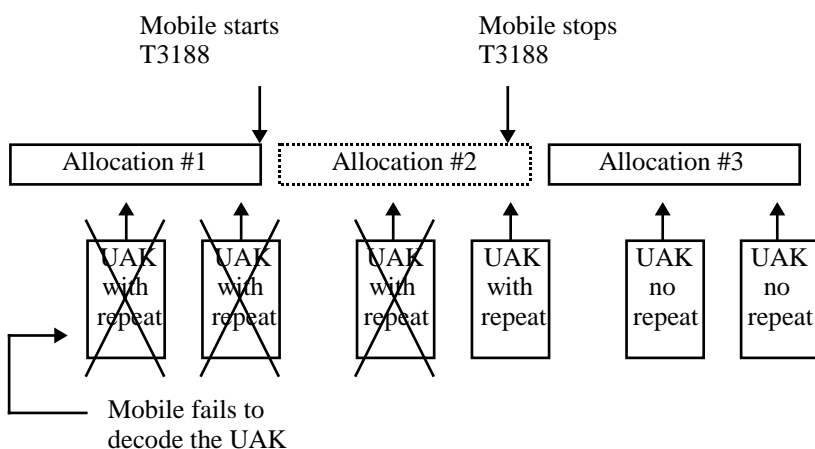 Mobile starts
T3188
Mobile stops
T3188
Allocation #1
Allocation #2
Allocation #3
UAK
with
repeat
UAK
with
repeat
UAK
with
repeat
UAK
with
repeat
UAK
no
repeat
UAK
no
repeat
Mobile fails to
decode the UAK